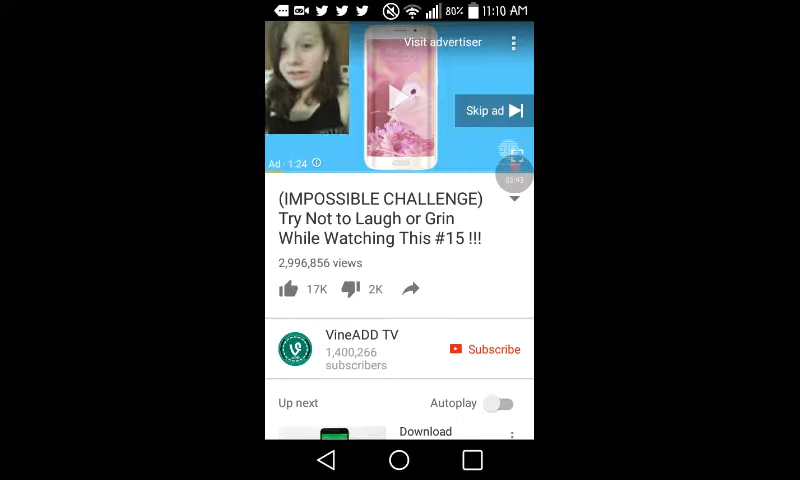 80% 11:10 AM
Visit advertiser
Skip ad
Ad · 1:24
02:43
(IMPOSSIBLE CHALLENGE)
Try Not to Laugh or Grin
While Watching This #15 !!!
2,996,856 views
17K 2K
VineADD TV
1,400,266
subscribers
Subscribe
Up next Autoplay
Download